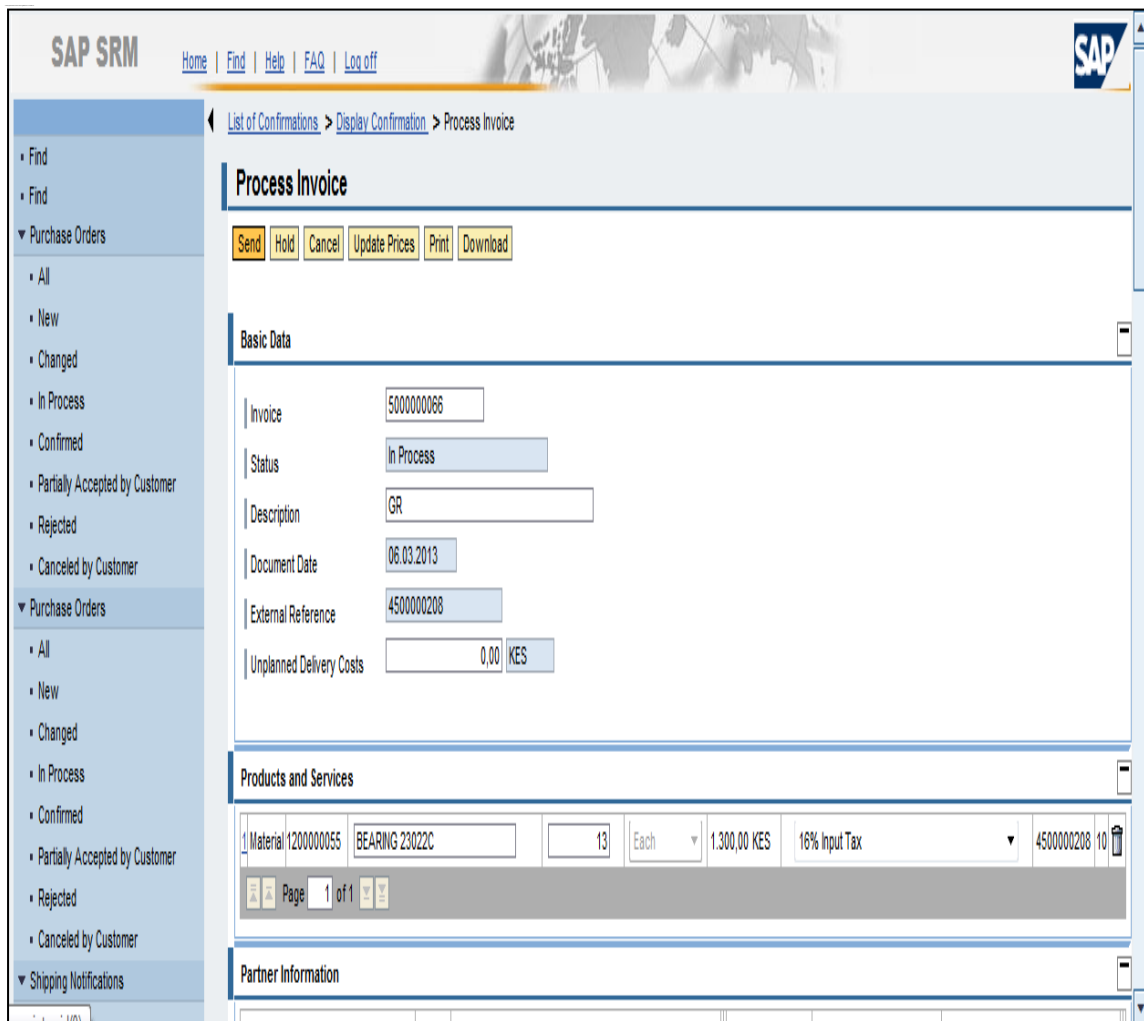 SAP SRM
Home | Find | Help | FAQ | Log off
SAP
List of Confirmations > Display Confirmation > Process Invoice
Find
Find
Purchase Orders
All
New
Changed
In Process
Confirmed
Partially Accepted by Customer
Rejected
Canceled by Customer
Purchase Orders
All
New
Changed
In Process
Confirmed
Partially Accepted by Customer
Rejected
Canceled by Customer
Shipping Notifications
Process Invoice
Send Hold Cancel Update Prices Print Download
Basic Data
Invoice 5000000066
Status In Process
Description GR
Document Date 06.03.2013
External Reference 4500000208
Unplanned Delivery Costs 0,00 KES
Products and Services
1 Material 1200000055 BEARING 23022C 13 Each 1.300,00 KES 16% Input Tax 4500000208 10
Page 1 of 1
Partner Information